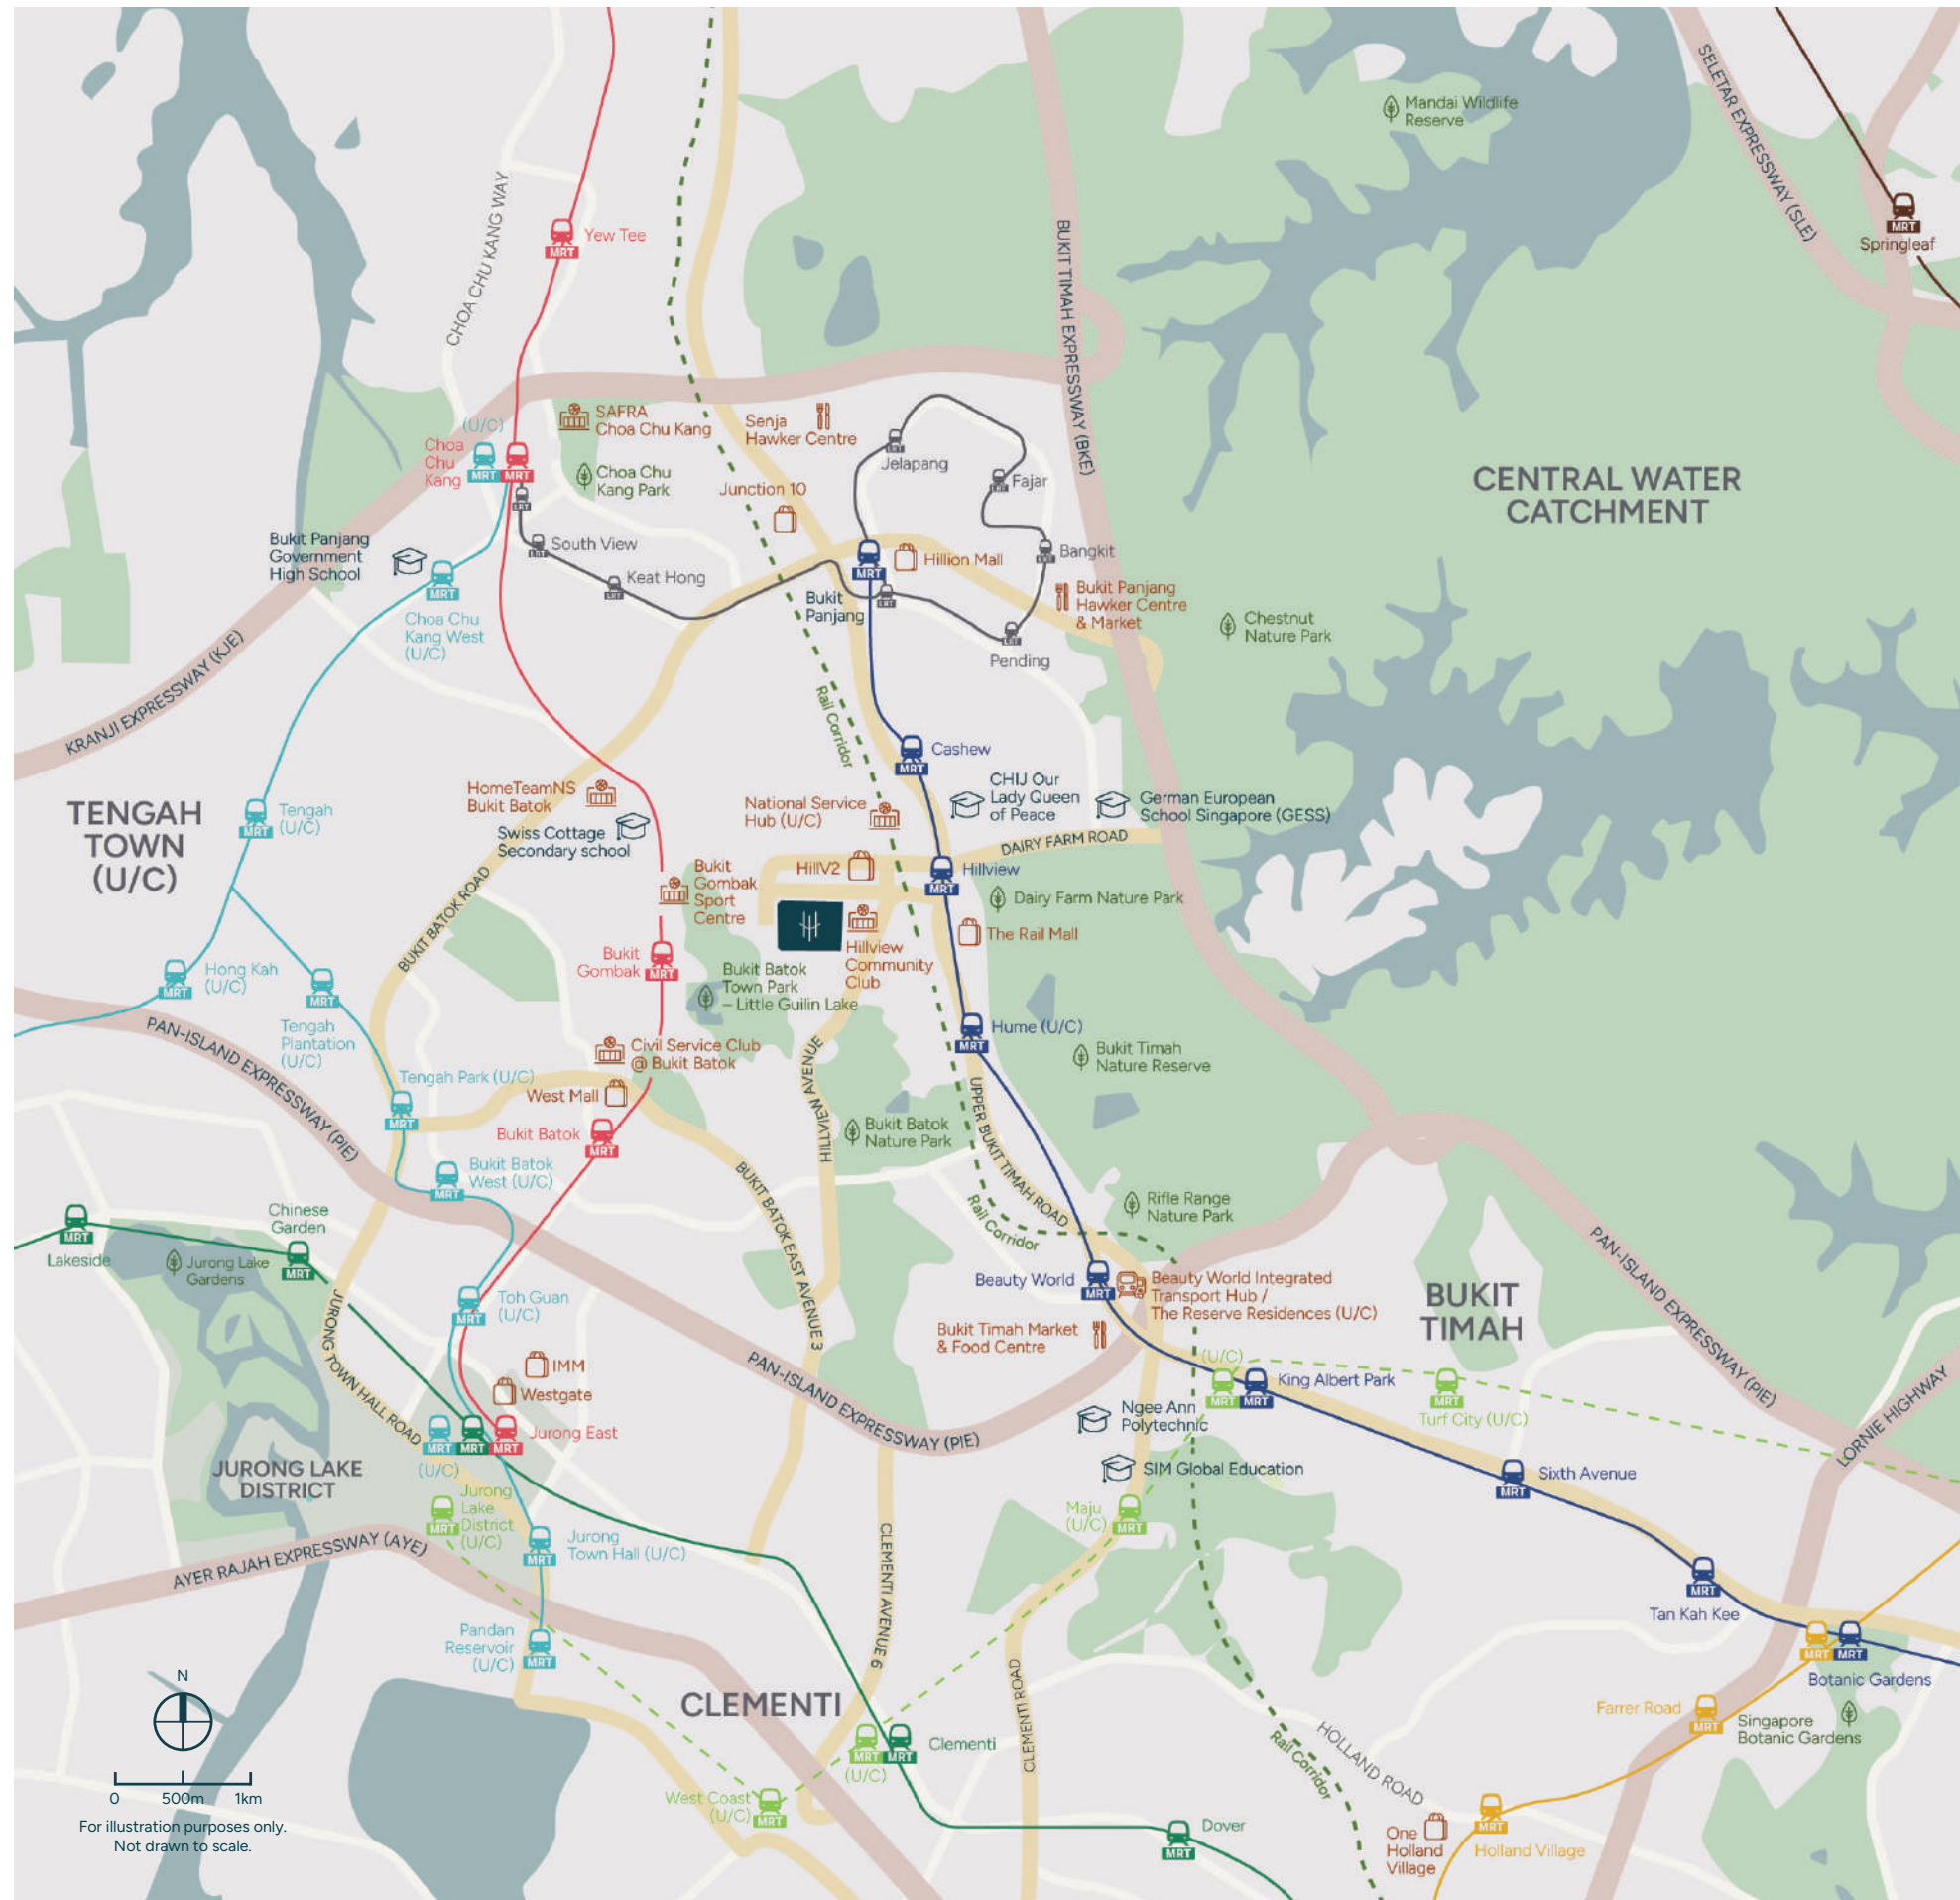 SELETAR EXPRESSWAY (SLE)
Mandai Wildlife
Reserve
Springleaf
MRT
CHOA CHU KANG WAY
Yew Tee
MRT
BUKIT TIMAH EXPRESSWAY (BKE)
SAFRA
Choa Chu Kang
Senja
Hawker Centre
(U/C)
Choa
Chu
Kang
MRT
MRT
LRT
Choa Chu
Kang Park
Junction 10
Jelapang
LRT
Fajar
LRT
CENTRAL WATER
CATCHMENT
Bukit Panjang
Government
High School
South View
LRT
Keat Hong
LRT
MRT
Hillion Mall
Bangkit
LRT
MRT
Choa Chu
Kang West
(U/C)
Bukit
Panjang
LRT
Bukit Panjang
Hawker Centre
& Market
Pending
LRT
Chestnut
Nature Park
KRANJI EXPRESSWAY (KJE)
Rail Corridor
Cashew
MRT
TENGAH
TOWN
(U/C)
Tengah
(U/C)
MRT
HomeTeamNS
Bukit Batok
Swiss Cottage
Secondary school
National Service
Hub (U/C)
CHIJ Our
Lady Queen
of Peace
German European
School Singapore (GESS)
DAIRY FARM ROAD
HillV2
Hillview
MRT
Bukit
Gombak
Sport
Centre
Dairy Farm Nature Park
BUKIT BATOK ROAD
The Rail Mall
Hillview
Community
Club
Bukit
Gombak
MRT
Bukit Batok
Town Park
– Little Guilin Lake
Hong Kah
(U/C)
MRT
MRT
Tengah
Plantation
(U/C)
PAN-ISLAND EXPRESSWAY (PIE)
Hume (U/C)
MRT
Civil Service Club
@ Bukit Batok
HILLVIEW AVENUE
Bukit Timah
Nature Reserve
Tengah Park (U/C)
MRT
West Mall
Bukit Batok
MRT
Bukit Batok
Nature Park
UPPER BUKIT TIMAH ROAD
Bukit Batok
West (U/C)
MRT
BUKIT BATOK EAST AVENUE 3
Rail Corridor
Rifle Range
Nature Park
Lakeside
MRT
Chinese
Garden
MRT
Jurong Lake
Gardens
PAN-ISLAND EXPRESSWAY (PIE)
JURONG TOWN HALL ROAD
Toh Guan
(U/C)
MRT
Beauty World
MRT
Beauty World Integrated
Transport Hub /
The Reserve Residences (U/C)
BUKIT
TIMAH
Bukit Timah Market
& Food Centre
IMM
Westgate
PAN-ISLAND EXPRESSWAY (PIE)
(U/C)
MRT
MRT
King Albert Park
MRT
Turf City (U/C)
LORNIE HIGHWAY
Ngee Ann
Polytechnic
MRT
MRT
MRT
Jurong East
(U/C)
JURONG LAKE
DISTRICT
SIM Global Education
Sixth Avenue
MRT
Jurong
Lake
District
(U/C)
MRT
Maju
(U/C)
MRT
CLEMENTI AVENUE 6
Jurong
Town Hall (U/C)
MRT
AYER RAJAH EXPRESSWAY (AYE)
MRT
Tan Kah Kee
Pandan
Reservoir
(U/C)
MRT
MRT
MRT
Botanic Gardens
N
CLEMENTI
CLEMENTI ROAD
Farrer Road
MRT
Singapore
Botanic Gardens
HOLLAND ROAD
Rail Corridor
MRT
MRT
Clementi
(U/C)
0
500m
1km
West Coast
(U/C)
MRT
Dover
MRT
One
Holland
Village
MRT
Holland Village
For illustration purposes only.
Not drawn to scale.